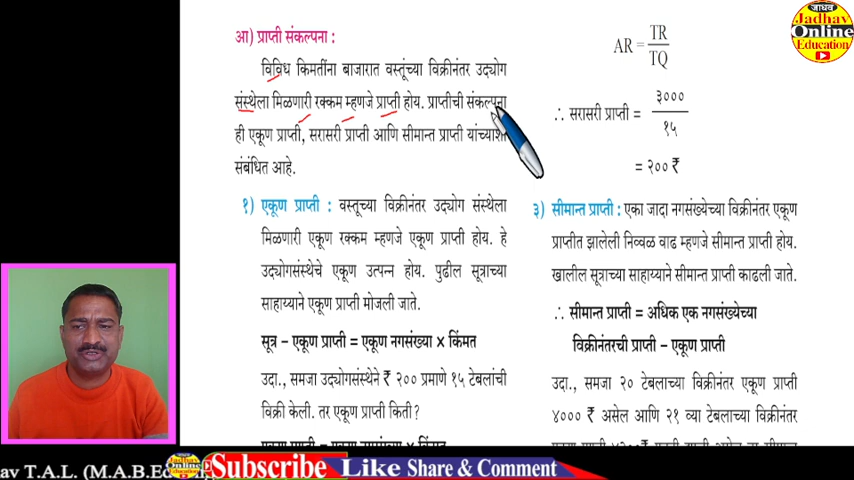 आ) प्राप्ती संकल्पना :
विविध किमतींना बाजारात वस्तूंच्या विक्रीनंतर उद्योग
संस्थेला मिळणारी रक्कम म्हणजे प्राप्ती होय. प्राप्तीची संकल्पना
ही एकूण प्राप्ती, सरासरी प्राप्ती आणि सीमान्त प्राप्ती यांच्याशी
संबंधित आहे.
१) एकूण प्राप्ती : वस्तूच्या विक्रीनंतर उद्योग संस्थेला
मिळणारी एकूण रक्कम म्हणजे एकूण प्राप्ती होय. हे
उद्योगसंस्थेचे एकूण उत्पन्न होय. पुढील सूत्राच्या
साहाय्याने एकूण प्राप्ती मोजली जाते.
सूत्र – एकूण प्राप्ती = एकूण नगसंख्या x किंमत
उदा., समजा उद्योगसंस्थेने ₹ २०० प्रमाणे १५ टेबलांची
विक्री केली. तर एकूण प्राप्ती किती?
AR = TR
TQ
∴ सरासरी प्राप्ती = ३०००
१५
= २०० ₹
३) सीमान्त प्राप्ती : एका जादा नगसंख्येच्या विक्रीनंतर एकूण
प्राप्तीत झालेली निव्वळ वाढ म्हणजे सीमान्त प्राप्ती होय.
खालील सूत्राच्या साहाय्याने सीमान्त प्राप्ती काढली जाते.
∴ सीमान्त प्राप्ती = अधिक एक नगसंख्येच्या
विक्रीनंतरची प्राप्ती – एकूण प्राप्ती
उदा., समजा २० टेबलाच्या विक्रीनंतर एकूण प्राप्ती
४००० ₹ असेल आणि २१ व्या टेबलाच्या विक्रीनंतर
जाधव
Jadhav
Online
Education
av T.A.L. (M.A.B.Ed
Online
Subscribe Like Share & Comment